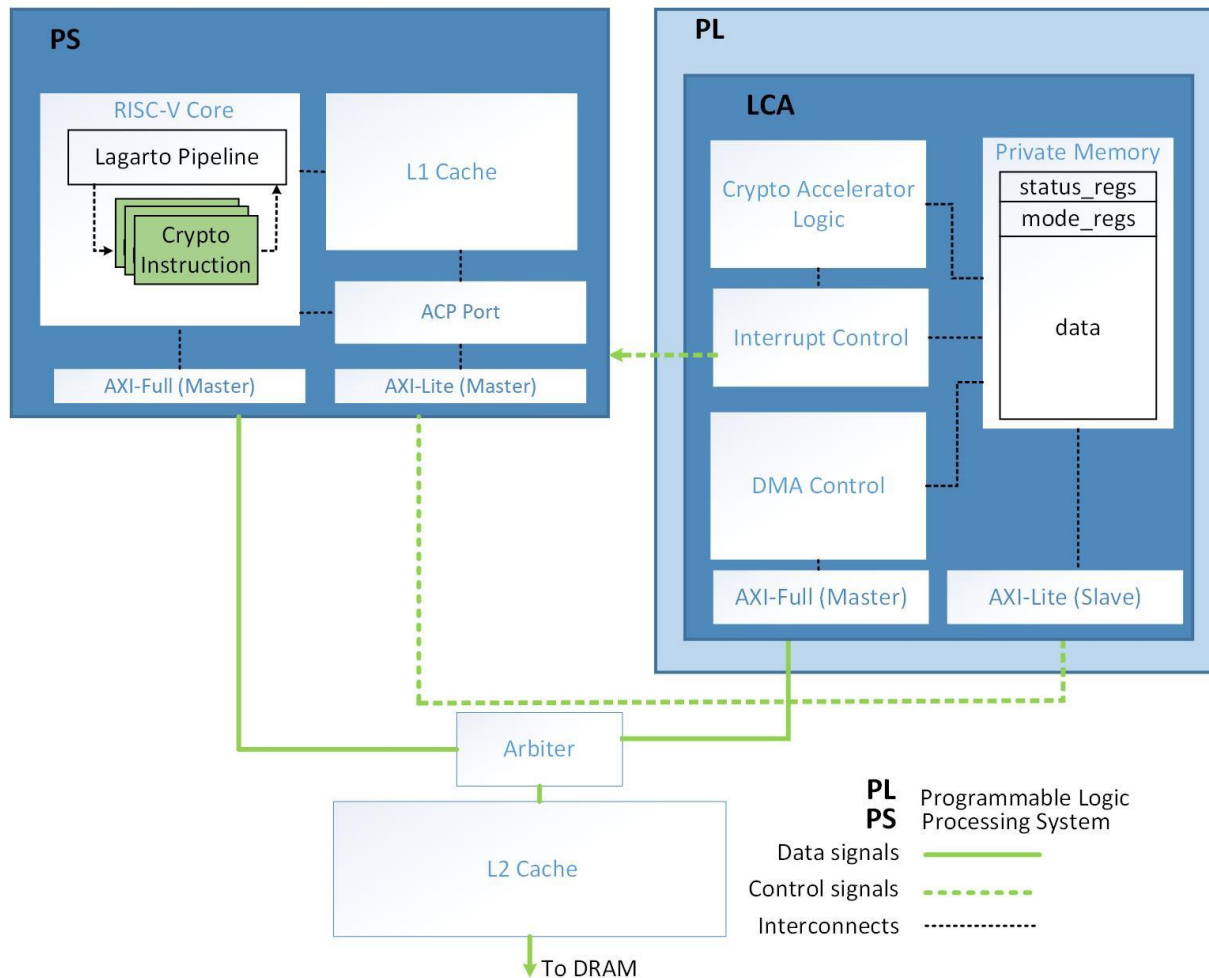 PS
RISC-V Core
Lagarto Pipeline
Crypto
Instruction
L1 Cache
ACP Port
AXI-Full (Master)
AXI-Lite (Master)
PL
LCA
Crypto Accelerator
Logic
Interrupt Control
DMA Control
Private Memory
status_regs
mode_regs
data
AXI-Full (Master)
AXI-Lite (Slave)
Arbiter
L2 Cache
To DRAM
PL Programmable Logic
PS Processing System
Data signals
Control signals
Interconnects